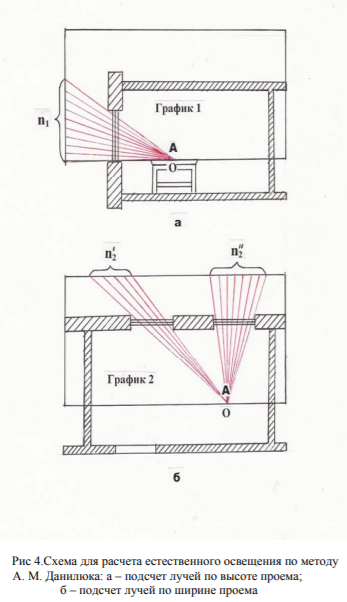 График 1
n₁
А
О
а
n₂′ n₂″
График 2
А
О
б
Рис 4.Схема для расчета естественного освещения по методу
А. М. Данилюка: а – подсчет лучей по высоте проема;
б – подсчет лучей по ширине проема